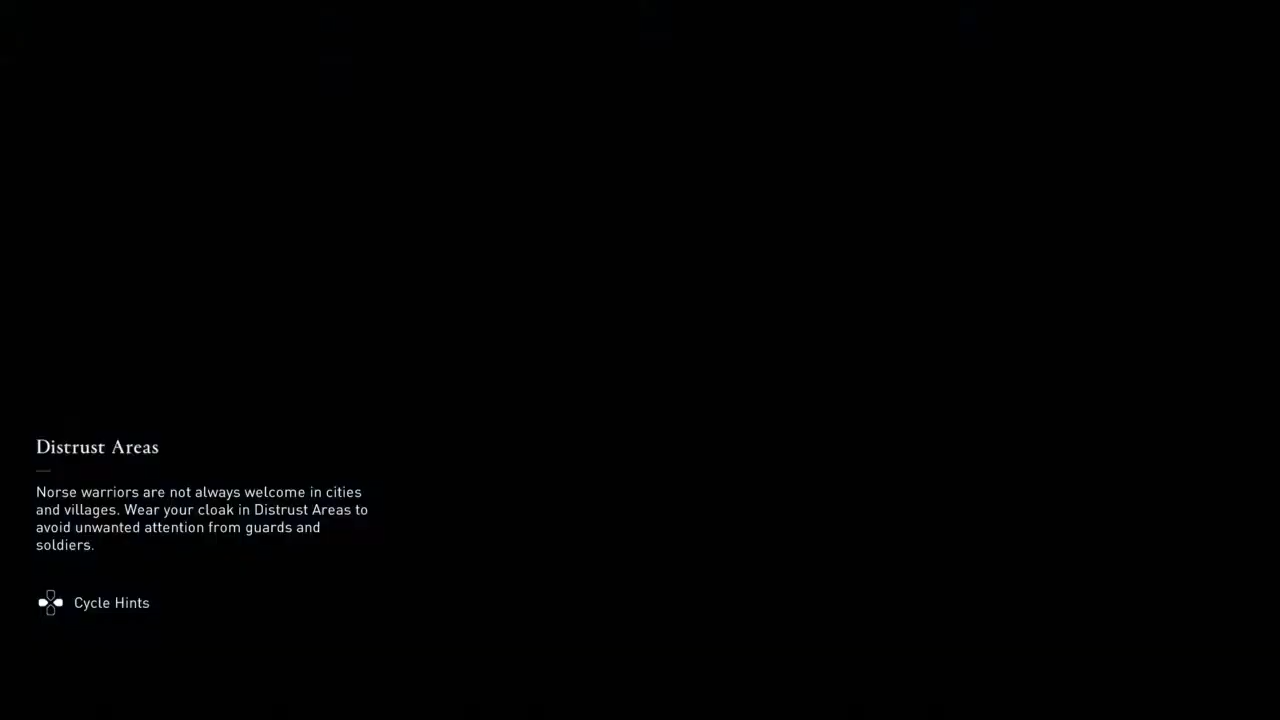 Distrust Areas
Norse warriors are not always welcome in cities
and villages. Wear your cloak in Distrust Areas to
avoid unwanted attention from guards and
soldiers.
Cycle Hints